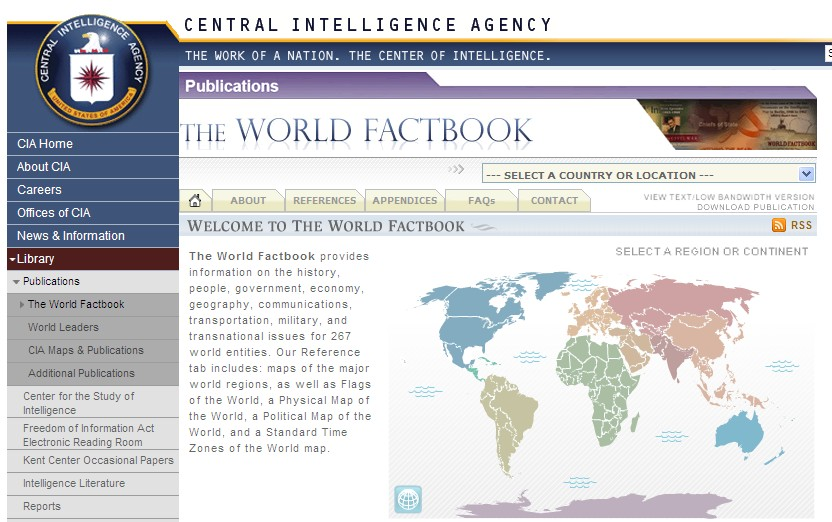 CENTRAL INTELLIGENCE AGENCY
UNITED STATES OF AMERICA
CENTRAL INTELLIGENCE AGENCY
THE WORK OF A NATION. THE CENTER OF INTELLIGENCE.
S
Publications
THE WORLD FACTBOOK
Chiefs of State
WORLD FACTBOOK
--- SELECT A COUNTRY OR LOCATION ---
ABOUT
REFERENCES
APPENDICES
FAQs
CONTACT
VIEW TEXT/LOW BANDWIDTH VERSION
DOWNLOAD PUBLICATION
WELCOME TO THE WORLD FACTBOOK
RSS
CIA Home
About CIA
Careers
Offices of CIA
News & Information
Library
Publications
The World Factbook
World Leaders
CIA Maps & Publications
Additional Publications
Center for the Study of
Intelligence
Freedom of Information Act
Electronic Reading Room
Kent Center Occasional Papers
Intelligence Literature
Reports
The World Factbook provides
information on the history,
people, government, economy,
geography, communications,
transportation, military, and
transnational issues for 267
world entities. Our Reference
tab includes: maps of the major
world regions, as well as Flags
of the World, a Physical Map of
the World, a Political Map of the
World, and a Standard Time
Zones of the World map.
SELECT A REGION OR CONTINENT